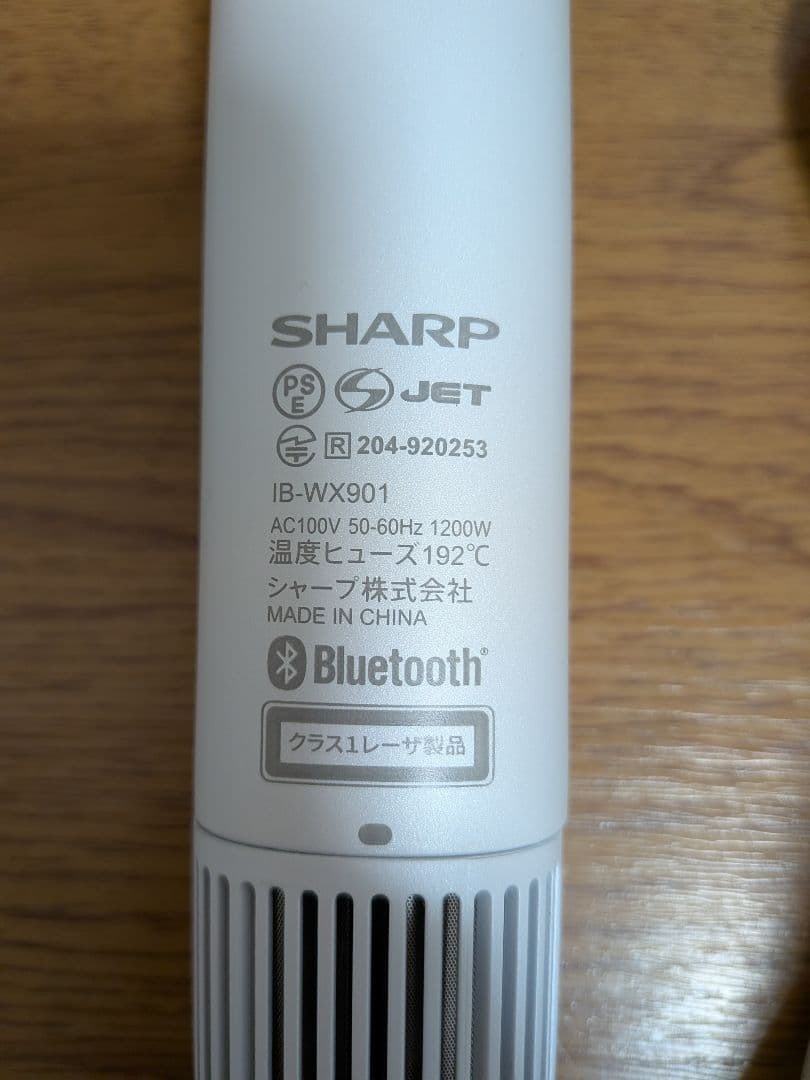 SHARP
PS
E
JET
R 204-920253
IB-WX901
AC100V 50-60Hz 1200W
温度ヒューズ192℃
シャープ株式会社
MADE IN CHINA
Bluetooth®
クラス1レーザ製品